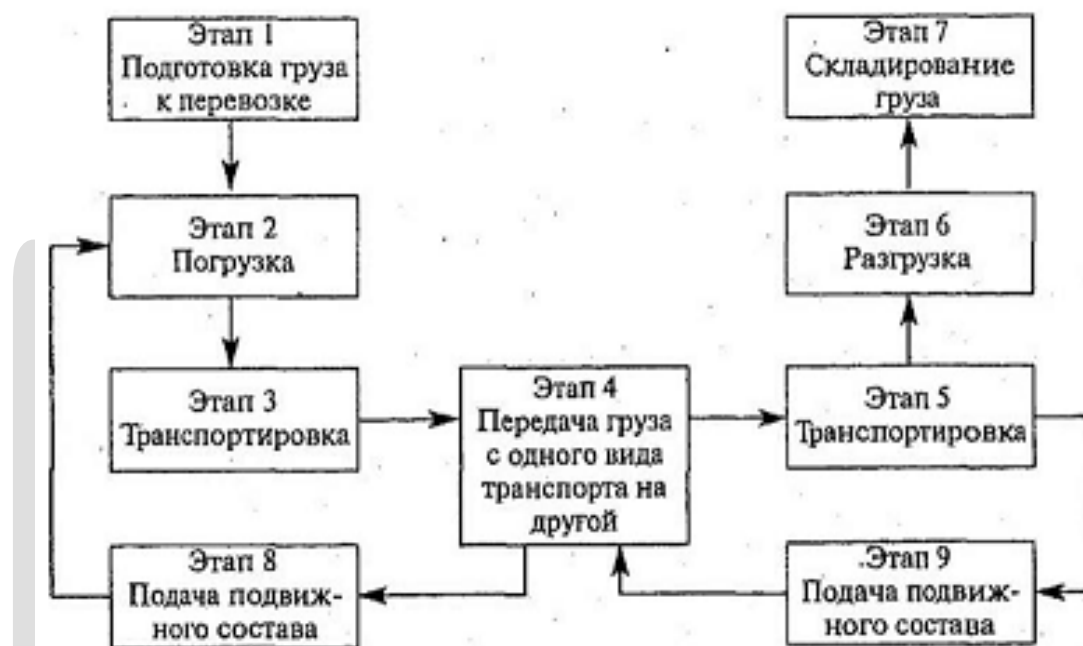 Этап 1
Подготовка груза
к перевозке
Этап 7
Складирование
груза
Этап 2
Погрузка
Этап 6
Разгрузка
Этап 3
Транспортировка
Этап 4
Передача груза
с одного вида
транспорта на
другой
Этап 5
Транспортировка
Этап 8
Подача подвиж-
ного состава
Этап 9
Подача подвиж-
ного состава